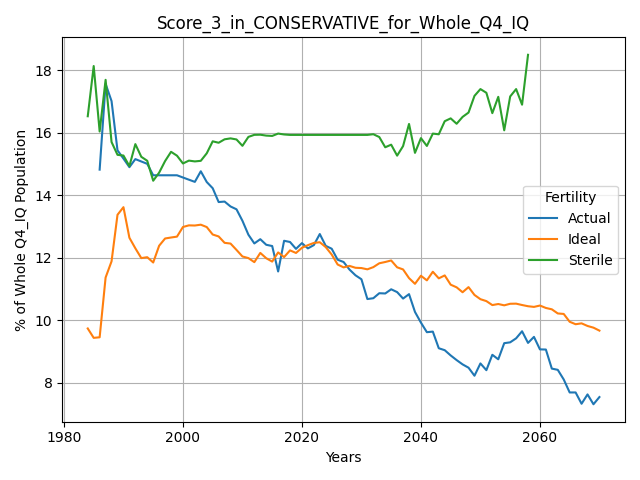 Score_3_in_CONSERVATIVE_for_Whole_Q4_IQ
% of Whole Q4_IQ Population
18
16
14
12
10
8
Fertility
Actual
Ideal
Sterile
1980 2000 2020 2040 2060
Years